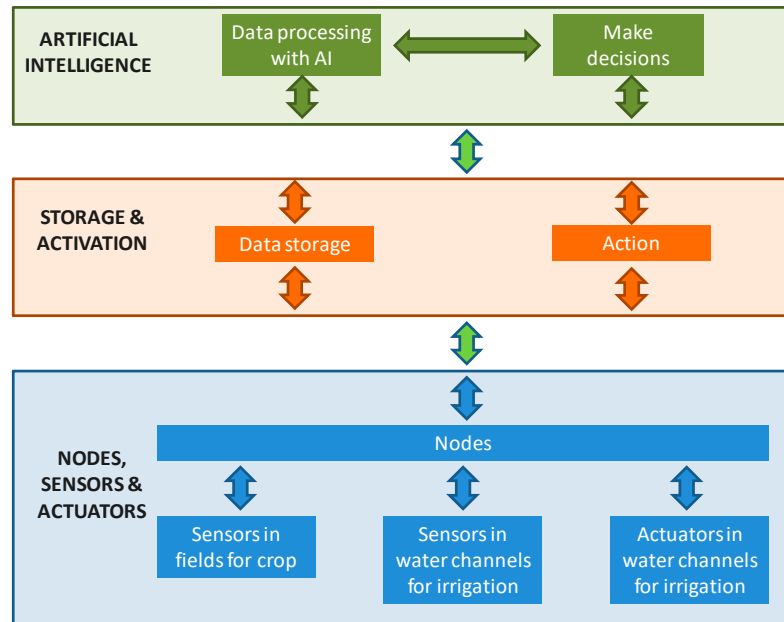 ARTIFICIAL
INTELLIGENCE
Data processing
with AI
Make
decisions
STORAGE &
ACTIVATION
Data storage
Action
NODES,
SENSORS &
ACTUATORS
Nodes
Sensors in
fields for crop
Sensors in
water channels
for irrigation
Actuators in
water channels
for irrigation